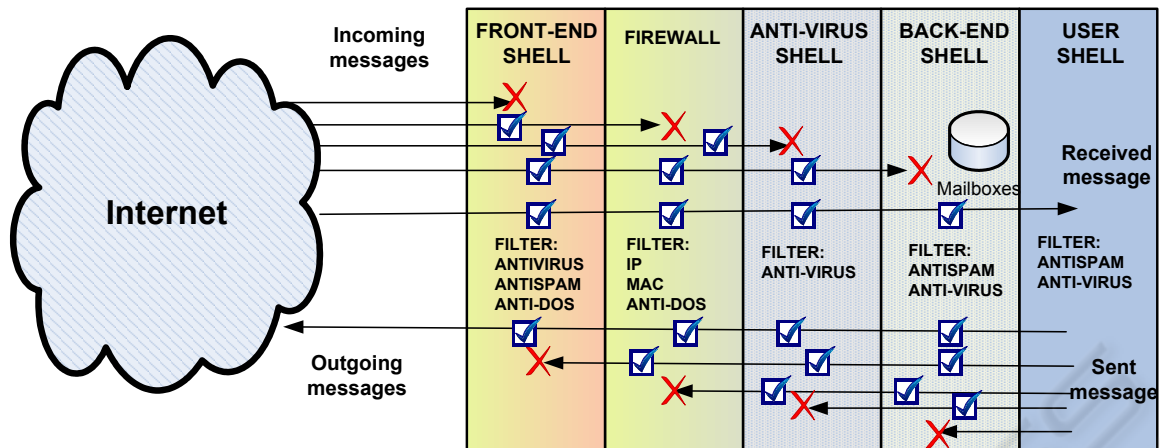 Incoming
messages
FRONT-END
SHELL
FIREWALL
ANTI-VIRUS
SHELL
BACK-END
SHELL
USER
SHELL
Internet
Mailboxes
Received
message
FILTER:
ANTIVIRUS
ANTISPAM
ANTI-DOS
FILTER:
IP
MAC
ANTI-DOS
FILTER:
ANTI-VIRUS
FILTER:
ANTISPAM
ANTI-VIRUS
FILTER:
ANTISPAM
ANTI-VIRUS
Outgoing
messages
Sent
message